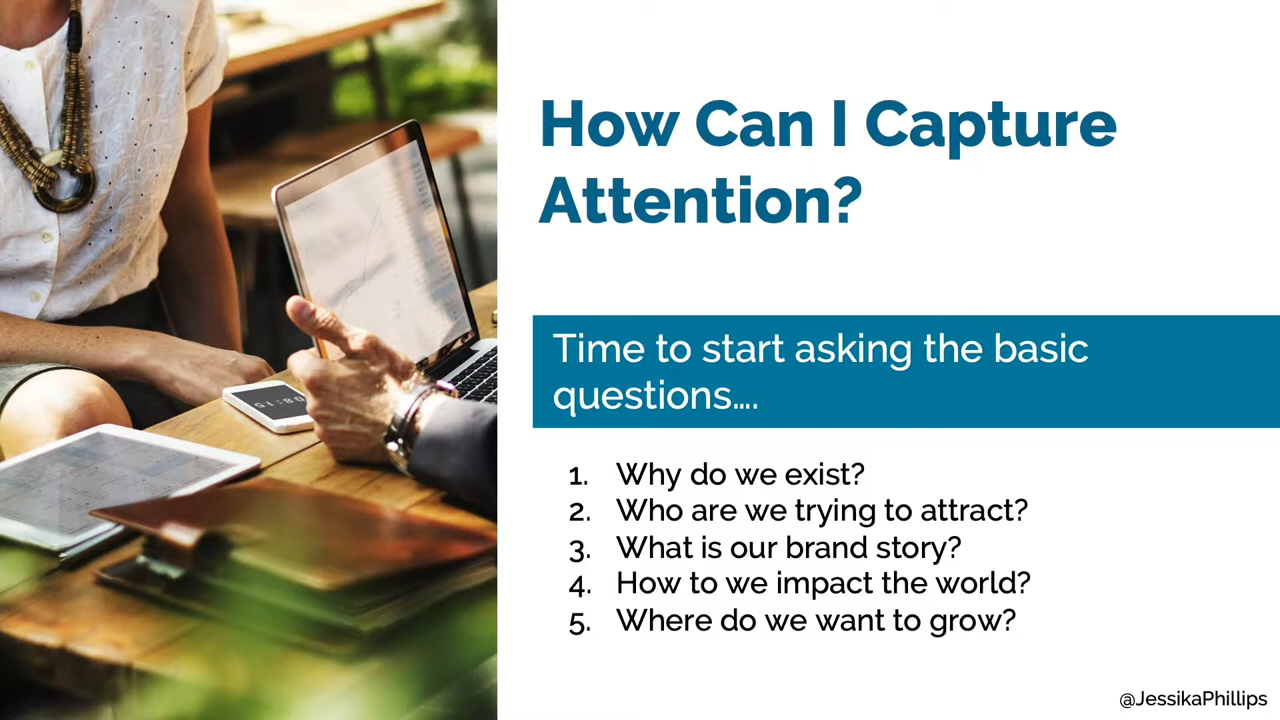 How Can I Capture
Attention?
Time to start asking the basic
questions....
1. Why do we exist?
2. Who are we trying to attract?
3. What is our brand story?
4. How to we impact the world?
5. Where do we want to grow?
@JessikaPhillips